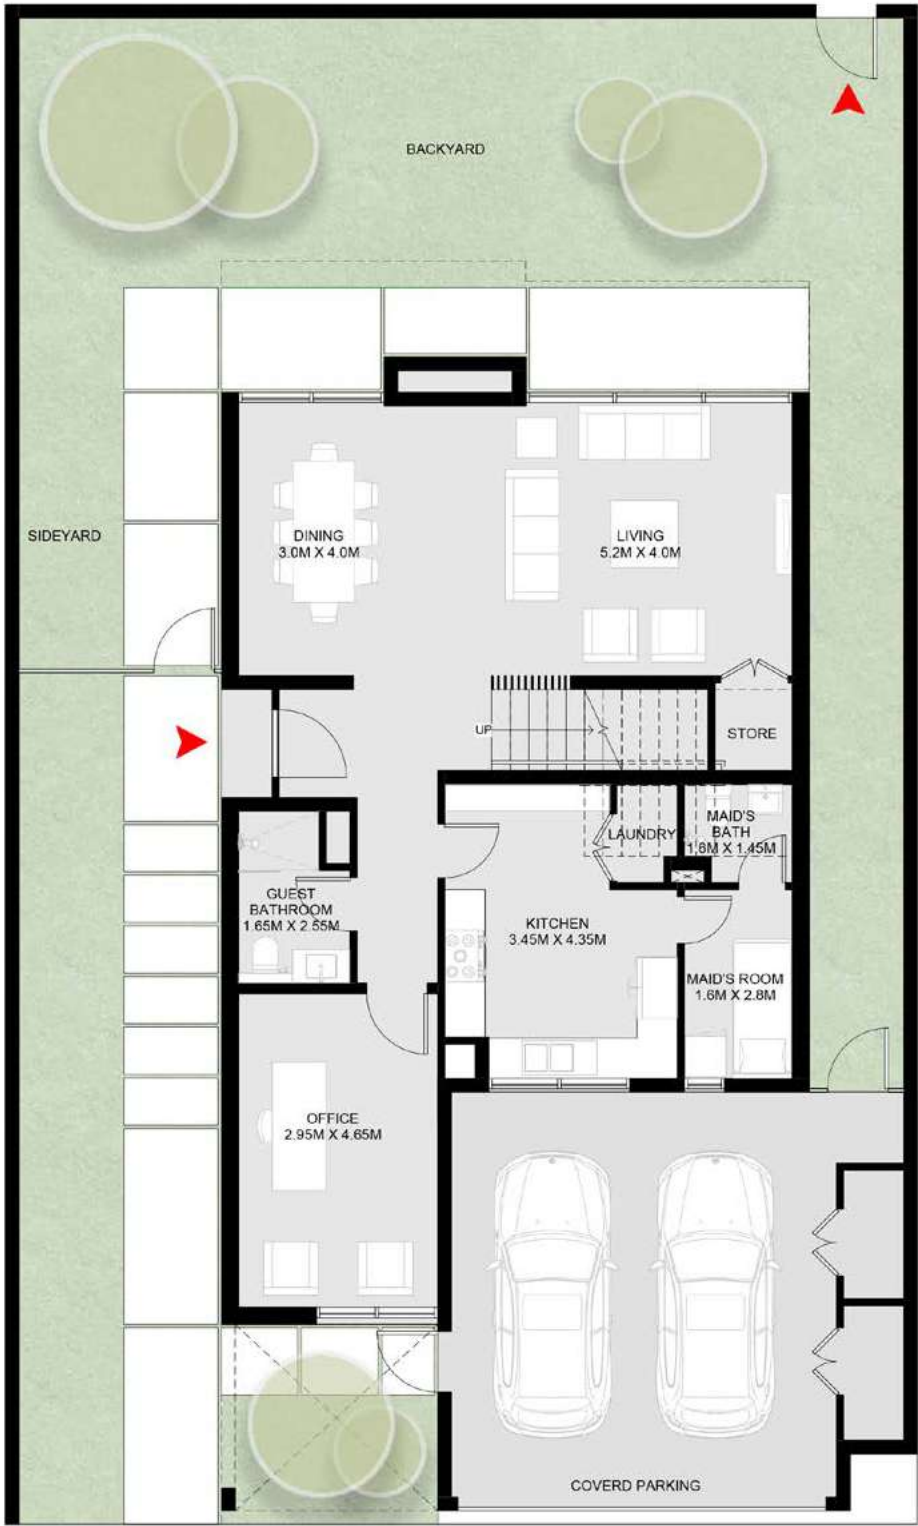 BACKYARD
SIDEYARD
DINING
3.0M X 4.0M
LIVING
5.2M X 4.0M
UP
STORE
LAUNDRY
MAID'S
BATH
1.6M X 1.45M
GUEST
BATHROOM
1.65M X 2.55M
KITCHEN
3.45M X 4.35M
MAID'S ROOM
1.6M X 2.8M
OFFICE
2.95M X 4.65M
COVERD PARKING